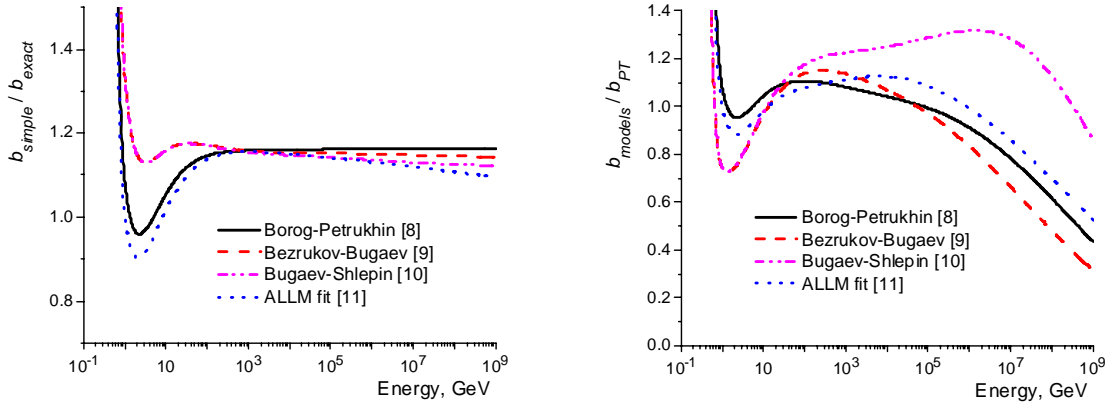 b_simple / b_exact
1.4
1.2
1.0
0.8
Borog-Petrukhin [8]
Bezrukov-Bugaev [9]
Bugaev-Shlepin [10]
ALLM fit [11]
10^-1 10^1 10 10^2 10^3 10^5 10^7 10^9
Energy, GeV
b_models / b_PT
1.4
1.2
1.0
0.8
0.6
0.4
0.2
0.0
Borog-Petrukhin [8]
Bezrukov-Bugaev [9]
Bugaev-Shlepin [10]
ALLM fit [11]
10^-1 10 10^3 10^5 10^7 10^9
Energy, GeV